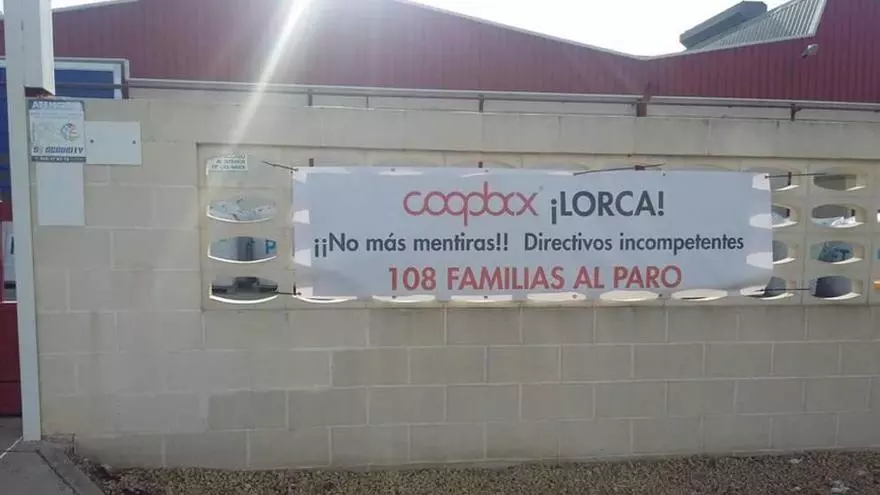 coopbox ¡LORCA!
¡¡No más mentiras!! Directivos incompetentes
108 FAMILIAS AL PARO
P